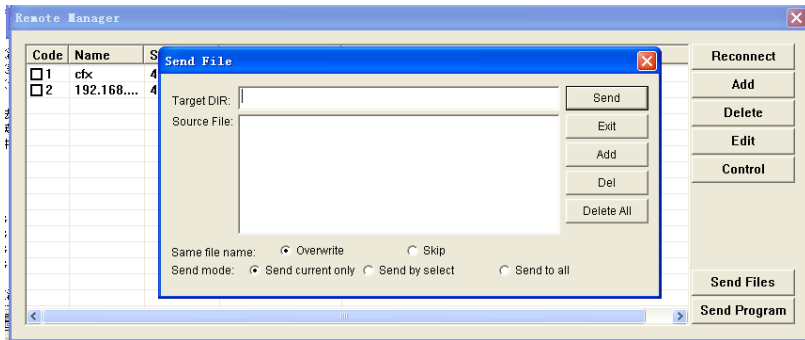 Remote Manager
Code Name S
1 cfx 4
2 192.168.... 4
Send File
Target DIR:
Source File:
Send
Exit
Add
Del
Delete All
Same file name: Overwrite Skip
Send mode: Send current only Send by select Send to all
Reconnect
Add
Delete
Edit
Control
Send Files
Send Program